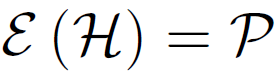 ℰ (ℋ) = 𝒫